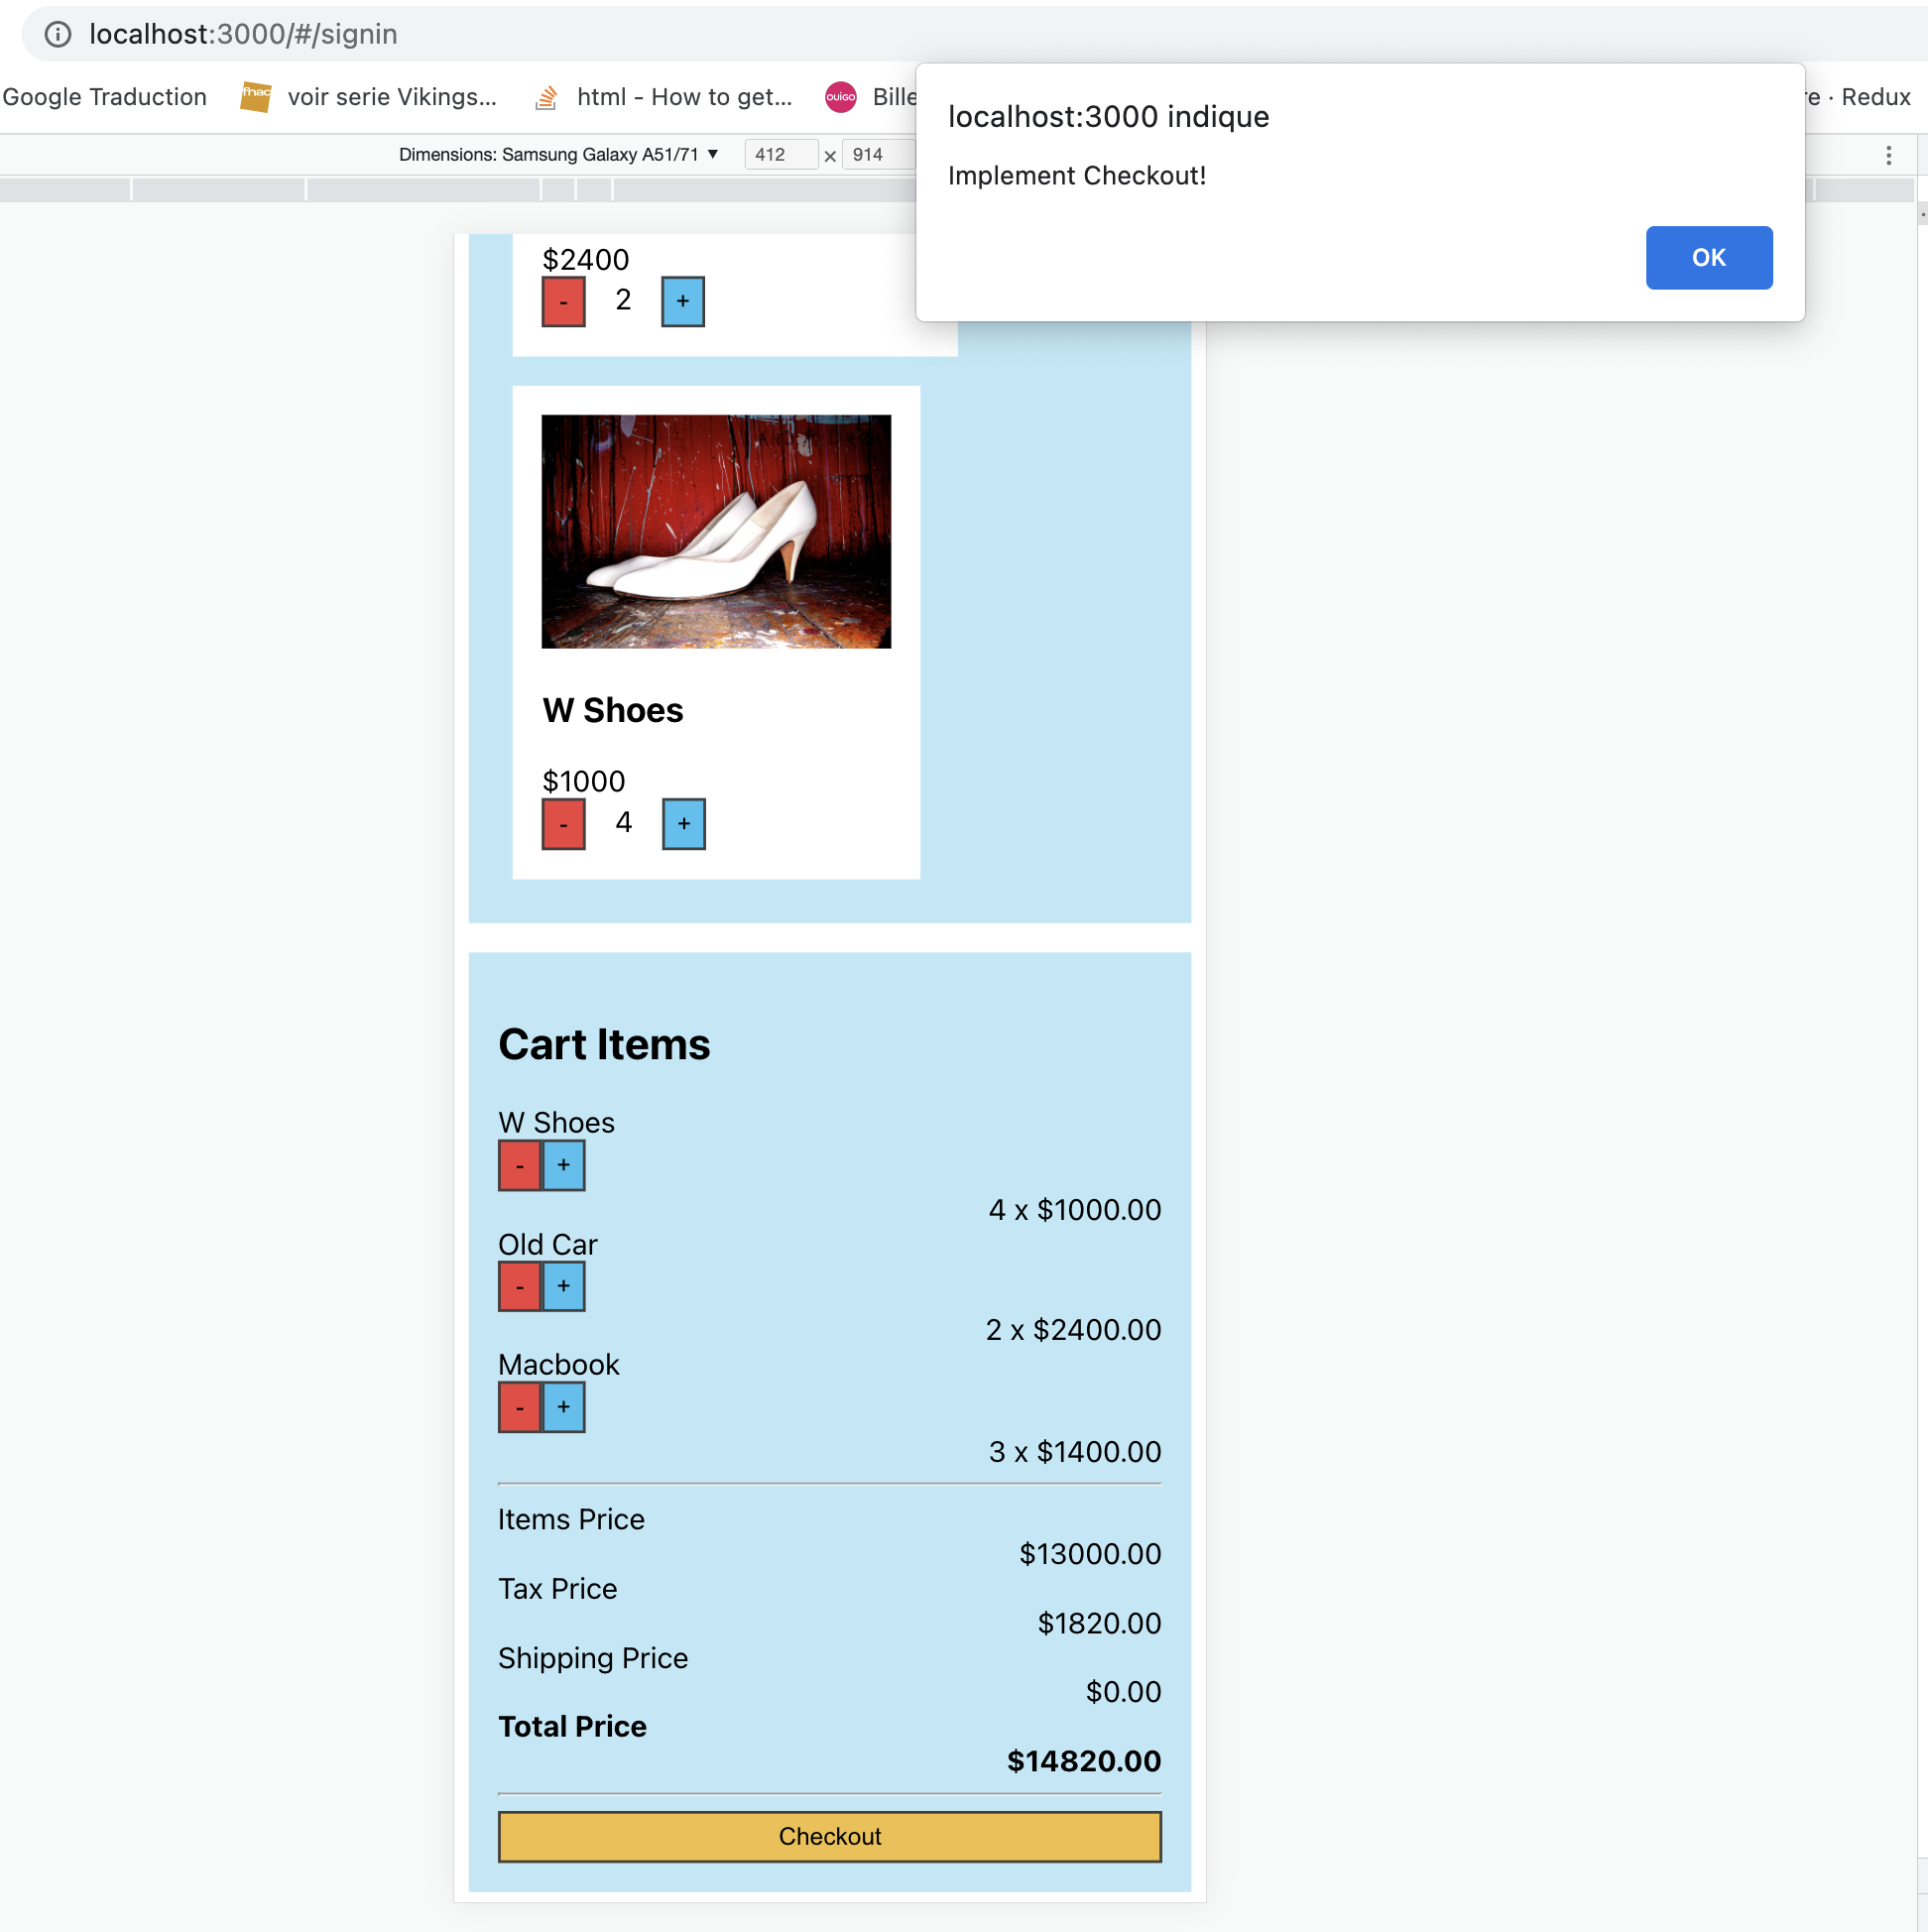 localhost:3000/#/signin
Google Traduction
fnac
voir serie Vikings...
html - How to get...
OUIGO
Bille
re · Redux
localhost:3000 indique
Implement Checkout!
OK
Dimensions: Samsung Galaxy A51/71 ▼ 412 × 914
$2400
- 2 +
W Shoes
$1000
- 4 +
Cart Items
W Shoes
- +
4 x $1000.00
Old Car
- +
2 x $2400.00
Macbook
- +
3 x $1400.00
Items Price
$13000.00
Tax Price
$1820.00
Shipping Price
$0.00
Total Price
$14820.00
Checkout